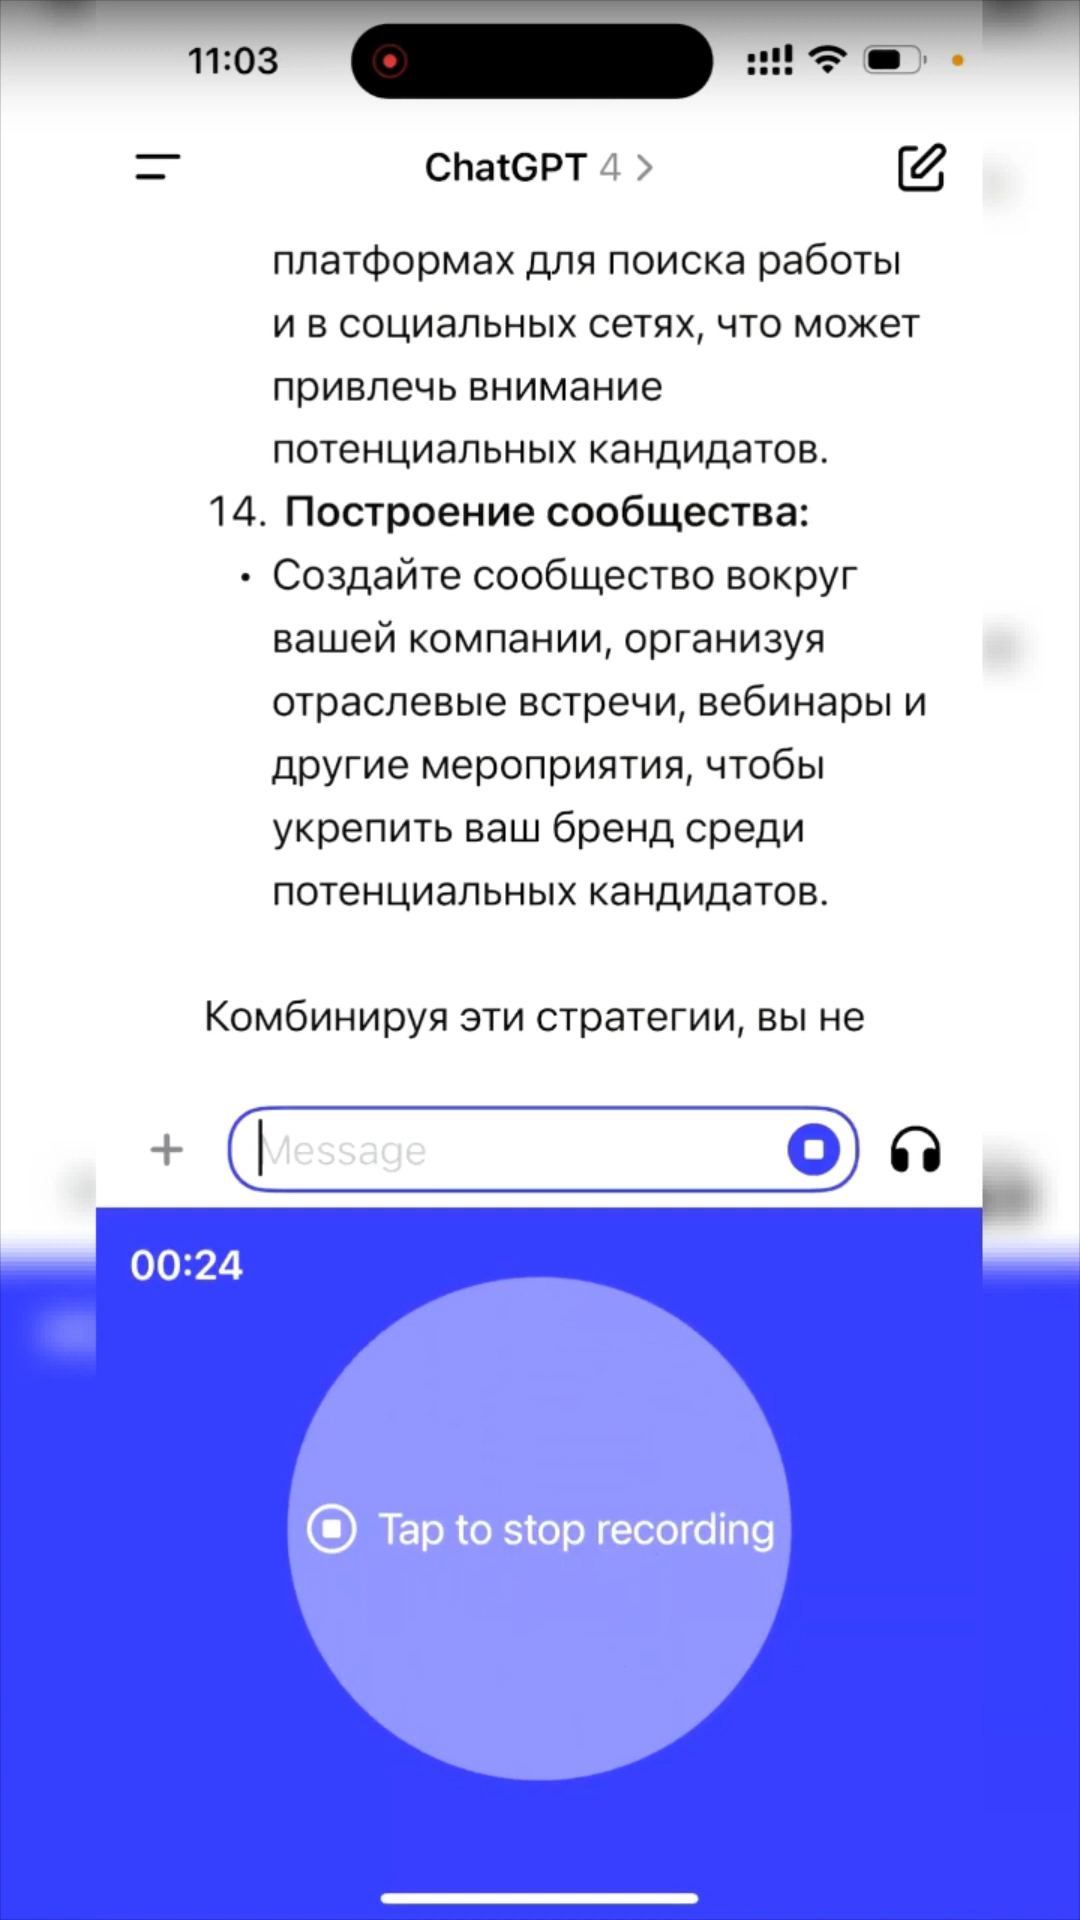 11:03
ChatGPT 4 >
платформах для поиска работы
и в социальных сетях, что может
привлечь внимание
потенциальных кандидатов.
14. Построение сообщества:
• Создайте сообщество вокруг
вашей компании, организуя
отраслевые встречи, вебинары и
другие мероприятия, чтобы
укрепить ваш бренд среди
потенциальных кандидатов.
Комбинируя эти стратегии, вы не
Message
00:24
Tap to stop recording